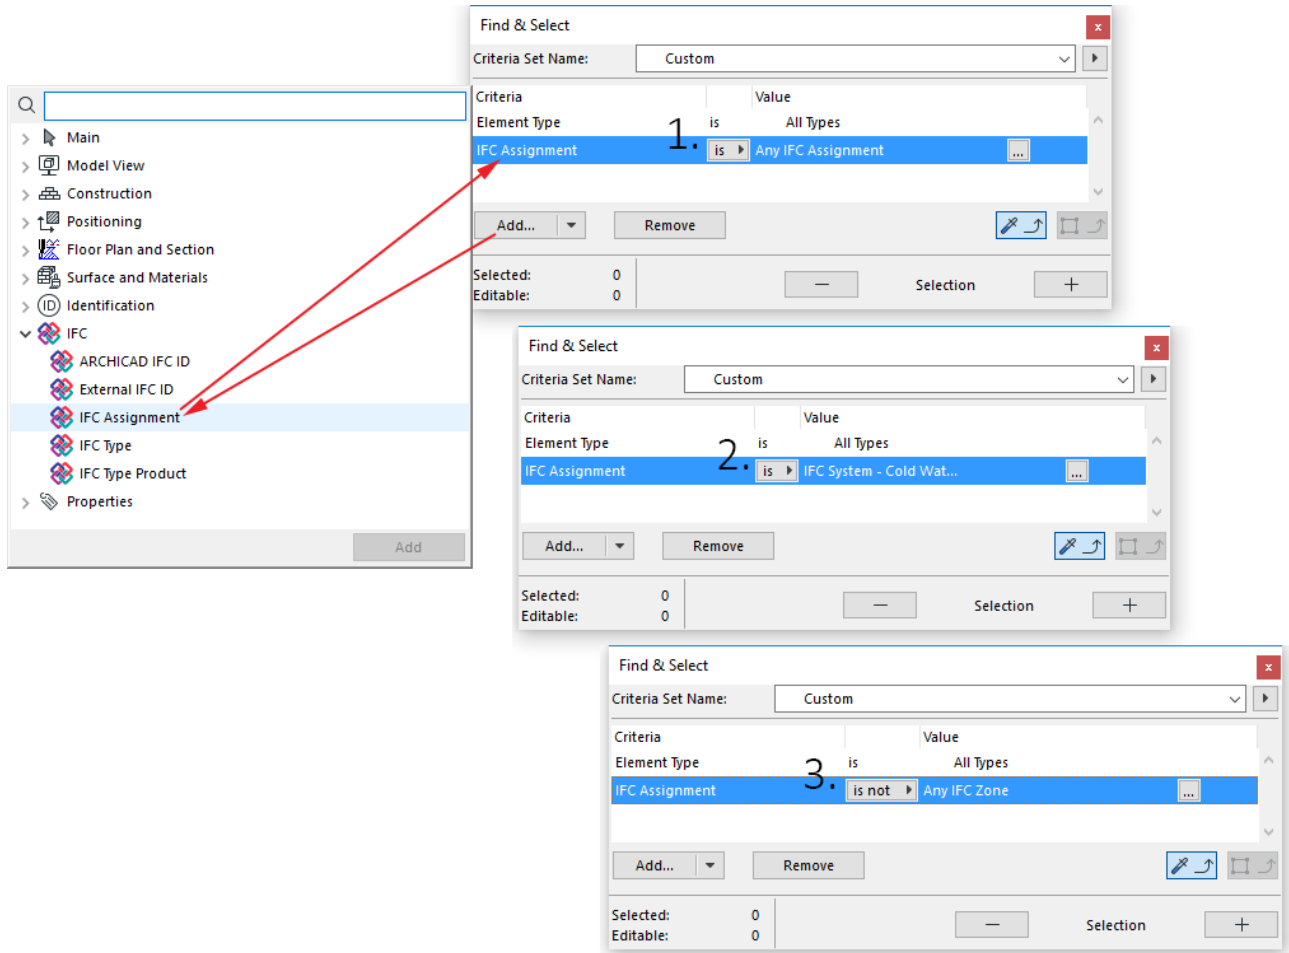 Find & Select
x
Criteria Set Name: Custom
Criteria Value
Element Type is All Types
1.
IFC Assignment is Any IFC Assignment ...
Add... Remove
Selected: 0
Editable: 0
— Selection +
Main
Model View
Construction
Positioning
Floor Plan and Section
Surface and Materials
ID Identification
IFC
ARCHICAD IFC ID
External IFC ID
IFC Assignment
IFC Type
IFC Type Product
Properties
Add
Find & Select
x
Criteria Set Name: Custom
Criteria Value
Element Type is All Types
2.
IFC Assignment is IFC System - Cold Wat... ...
Add... Remove
Selected: 0
Editable: 0
— Selection +
Find & Select
x
Criteria Set Name: Custom
Criteria Value
Element Type is All Types
3.
IFC Assignment is not Any IFC Zone ...
Add... Remove
Selected: 0
Editable: 0
— Selection +